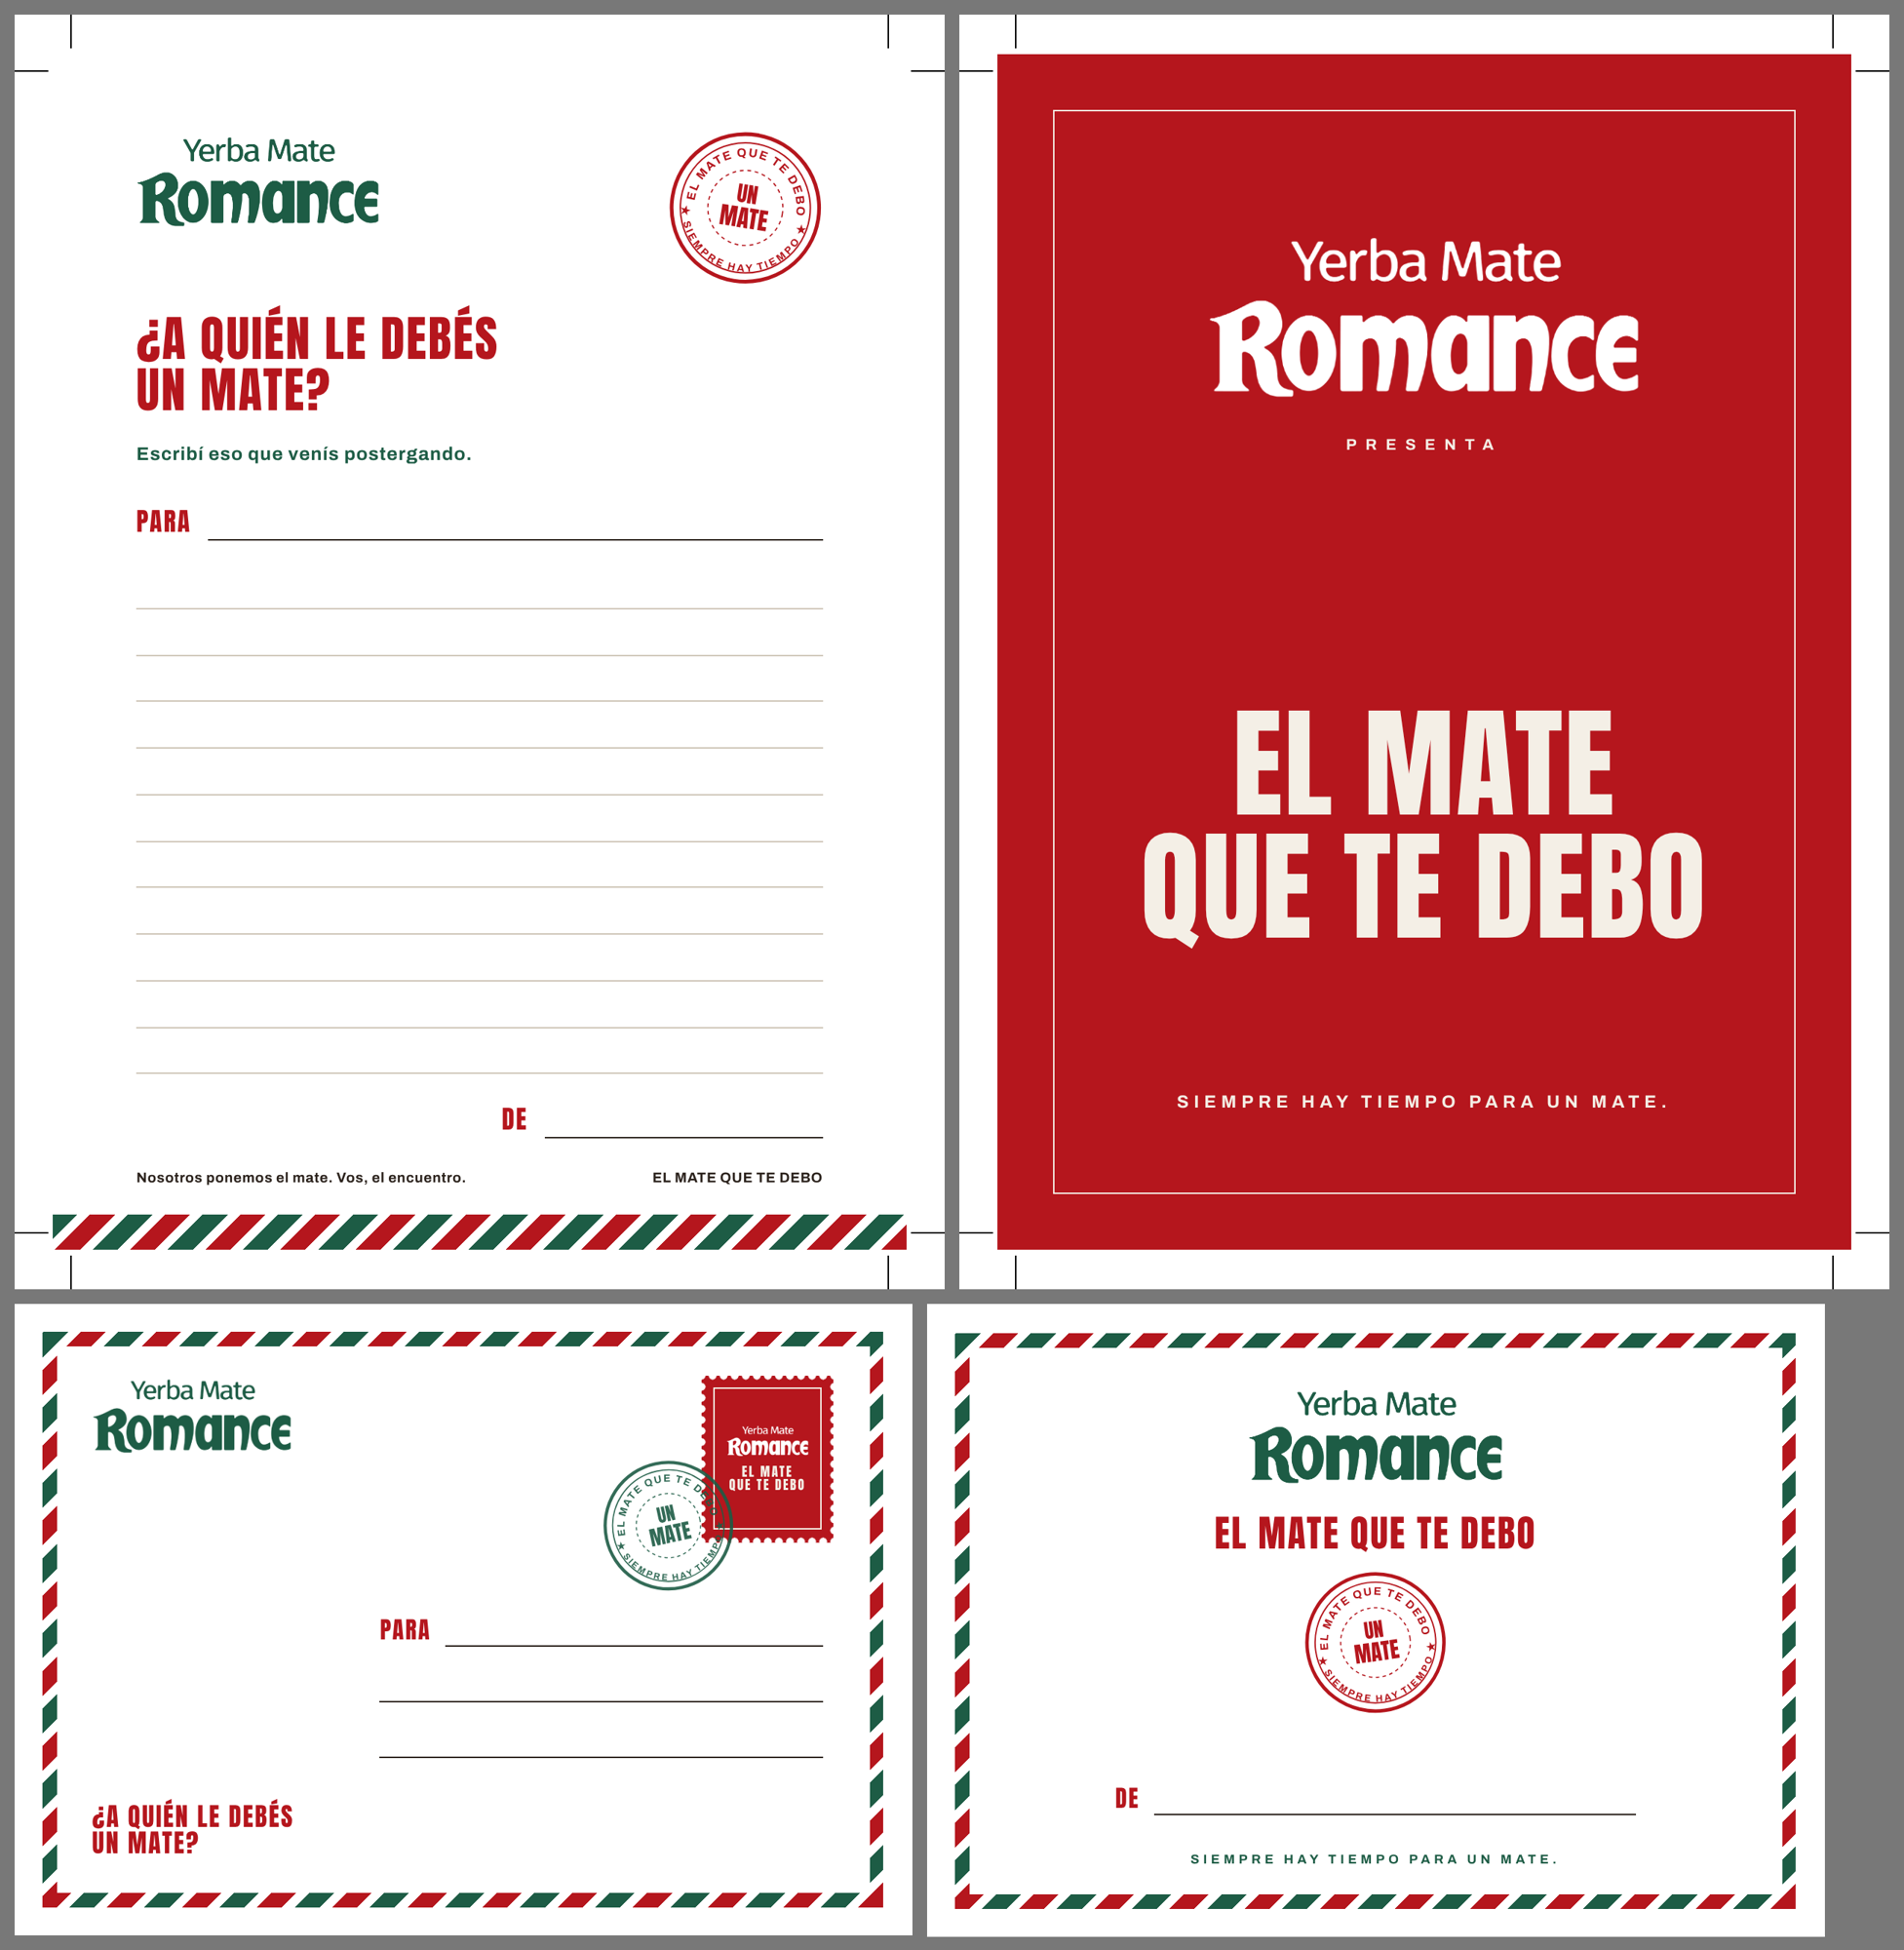 Yerba Mate
Romance
★ EL MATE QUE TE DEBO ★
SIEMPRE HAY TIEMPO
UN
MATE
¿A QUIÉN LE DEBÉS
UN MATE?
Escribí eso que venís postergando.
PARA
DE
Nosotros ponemos el mate. Vos, el encuentro.
EL MATE QUE TE DEBO
Yerba Mate
Romance
PRESENTA
EL MATE
QUE TE DEBO
SIEMPRE HAY TIEMPO PARA UN MATE.
Yerba Mate
Romance
Yerba Mate
Romance
EL MATE
QUE TE DEBO
★ EL MATE QUE TE DEBO ★
SIEMPRE HAY TIEMPO
UN
MATE
PARA
¿A QUIÉN LE DEBÉS
UN MATE?
Yerba Mate
Romance
EL MATE QUE TE DEBO
★ EL MATE QUE TE DEBO ★
SIEMPRE HAY TIEMPO
UN
MATE
DE
SIEMPRE HAY TIEMPO PARA UN MATE.